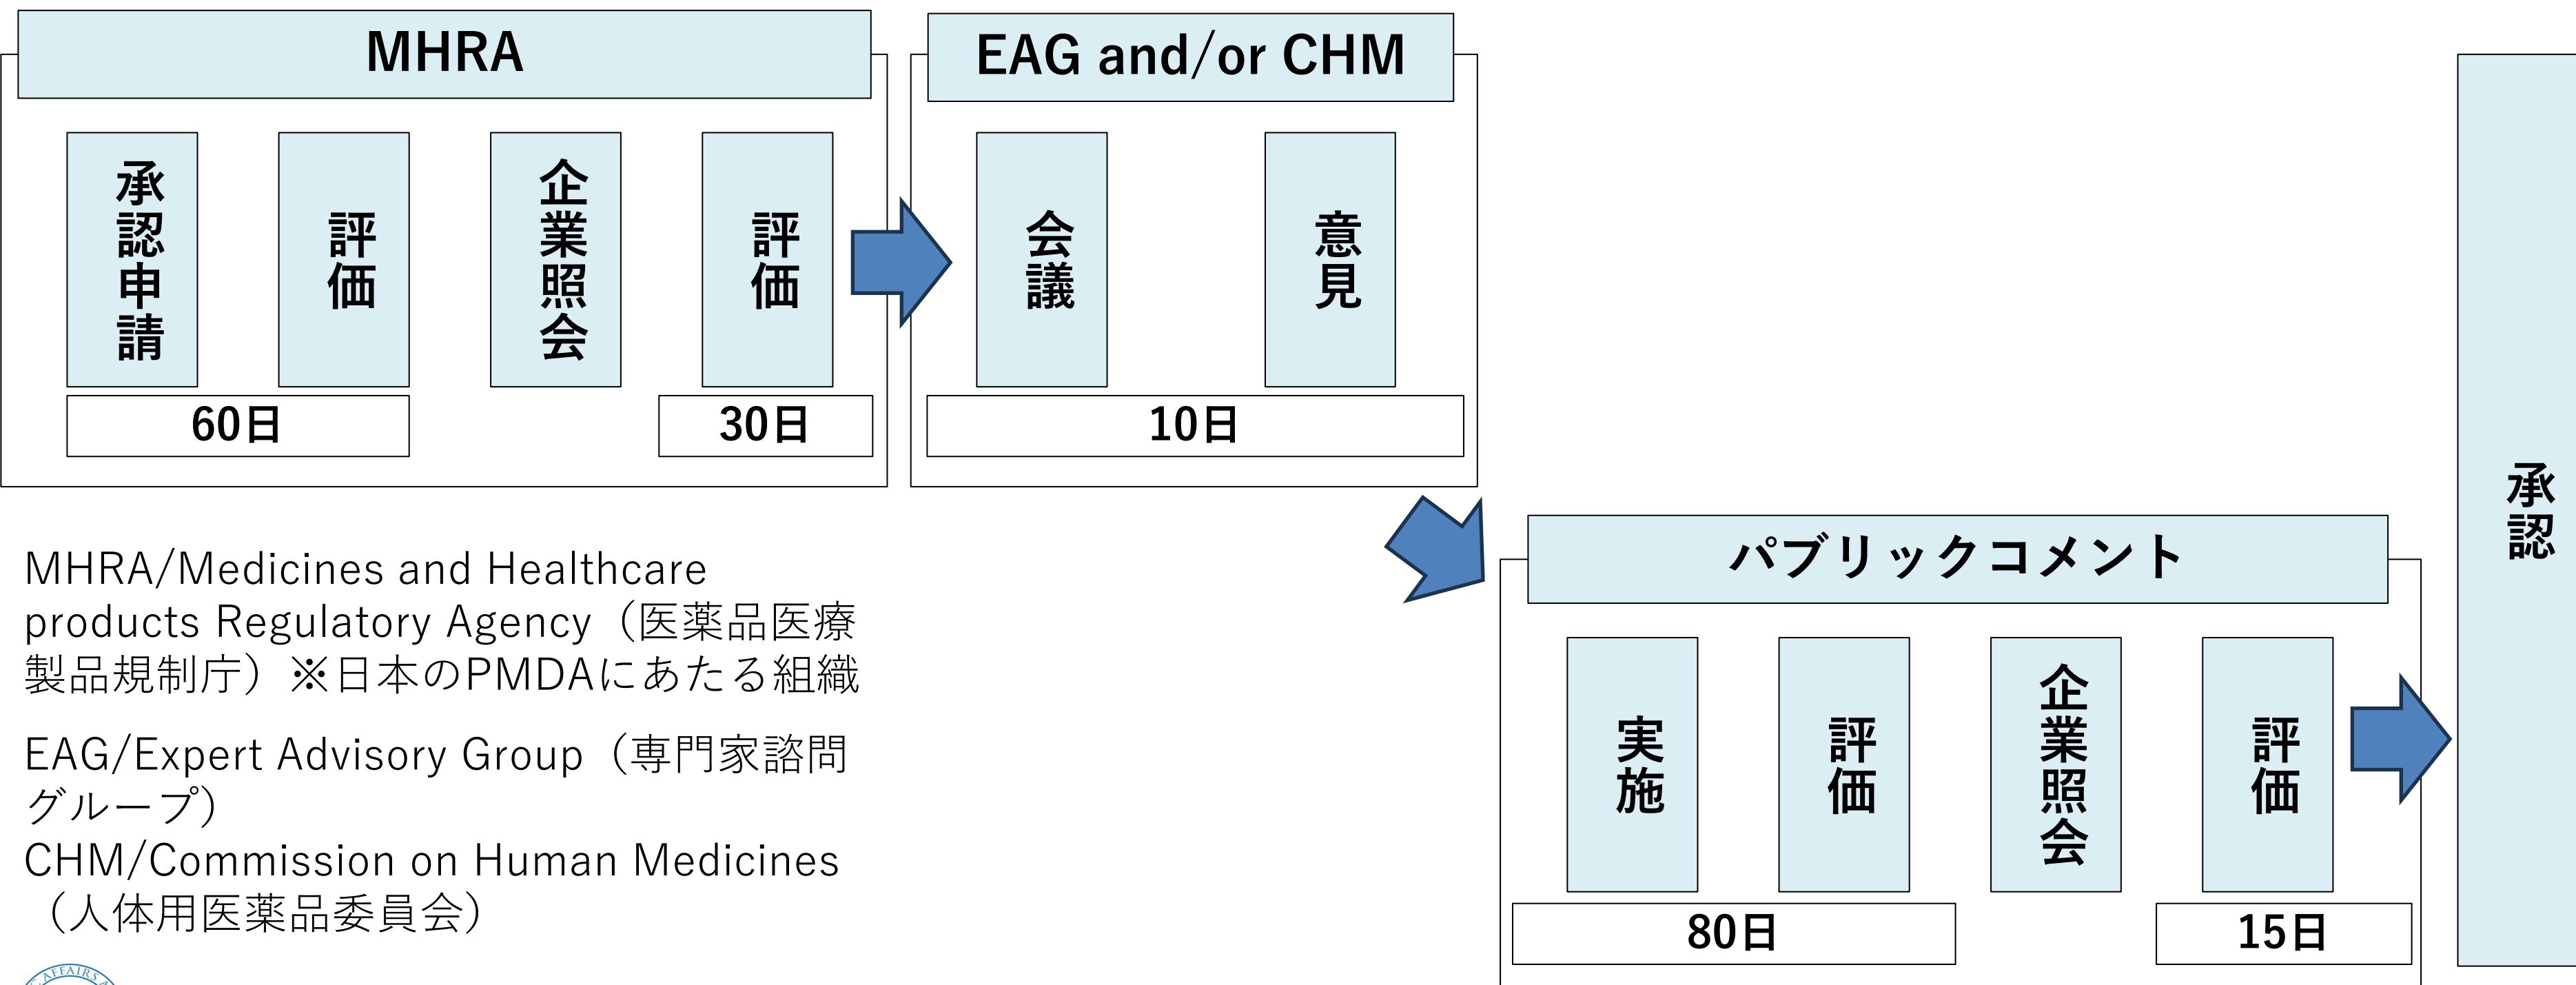 MHRA
承認申請
評価
企業照会
評価
60日
30日
EAG and/or CHM
会議
意見
10日
MHRA/Medicines and Healthcare
products Regulatory Agency（医薬品医療
製品規制庁）※日本のPMDAにあたる組織
EAG/Expert Advisory Group（専門家諮問
グループ）
CHM/Commission on Human Medicines
（人体用医薬品委員会）
パブリックコメント
実施
評価
企業照会
評価
80日
15日
承認
AFFAIRS